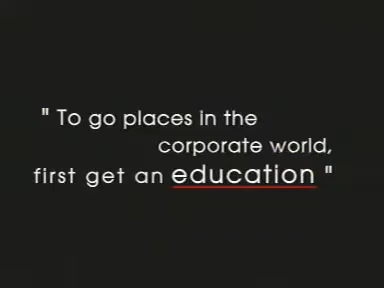 " To go places in the
corporate world,
first get an education "